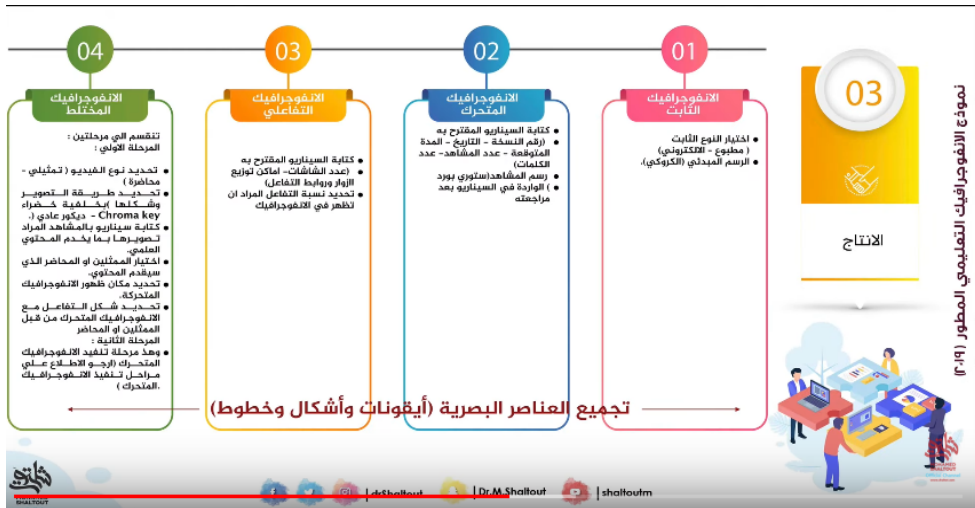 نموذج الانفوجرافيك التعليمي المطور (٢٠١٩)
03
الانتاج
01
الانفوجرافيك
الثابت
• اختيار النوع الثابت
( مطبوع - الالكتروني)
• الرسم المبدئي (الكروكي).
02
الانفوجرافيك
المتحرك
• كتابة السيناريو المقترح به
• (رقم النسخة - التاريخ - المدة
المتوقعة - عدد المشاهد- عدد
الكلمات)
• رسم المشاهد(ستوري بورد
• ) الواردة في السيناريو بعد
مراجعته
03
الانفوجرافيك
التفاعلي
• كتابة السيناريو المقترح به
• (عدد الشاشات- اماكن توزيع
ازوار وروابط التفاعل)
• تحديد نسبة التفاعل المراد ان
تظهر في الانفوجرافيك
04
الانفوجرافيك
المختلط
تنقسم الي مرحلتين :
المرحلة الاولي :
• تحديد نوع الفيديو ( تمثيلي -
محاضرة )
• تحديد طريقة التصوير
وشكلها )بخلفية خضراء
Chroma key - ديكور عادي (.
• كتابة سيناريو بالمشاهد المراد
تصويرها بما يخدم المحتوي
العلمي.
• اختيار الممثلين او المحاضر الذي
سيقدم المحتوي.
• تحديد مكان ظهور الانفوجرافيك
المتحركة.
• تحديد شكل التفاعل مع
الانفوجرافيك المتحرك من قبل
الممثلين او المحاضر
المرحلة الثانية :
• وهذ مرحلة تنفيد الانفوجرافيك
المتحرك (ارجو الاطلاع علي
مراحل تنفيذ الانفوجرافيك
.المتحرك )
تجميع العناصر البصرية (أيقونات وأشكال وخطوط)
شلتوت
SHALTOUT
| drShaltout
| Dr.M.Shaltout
| shaltoutm
MOHAMED
SHALTOUT